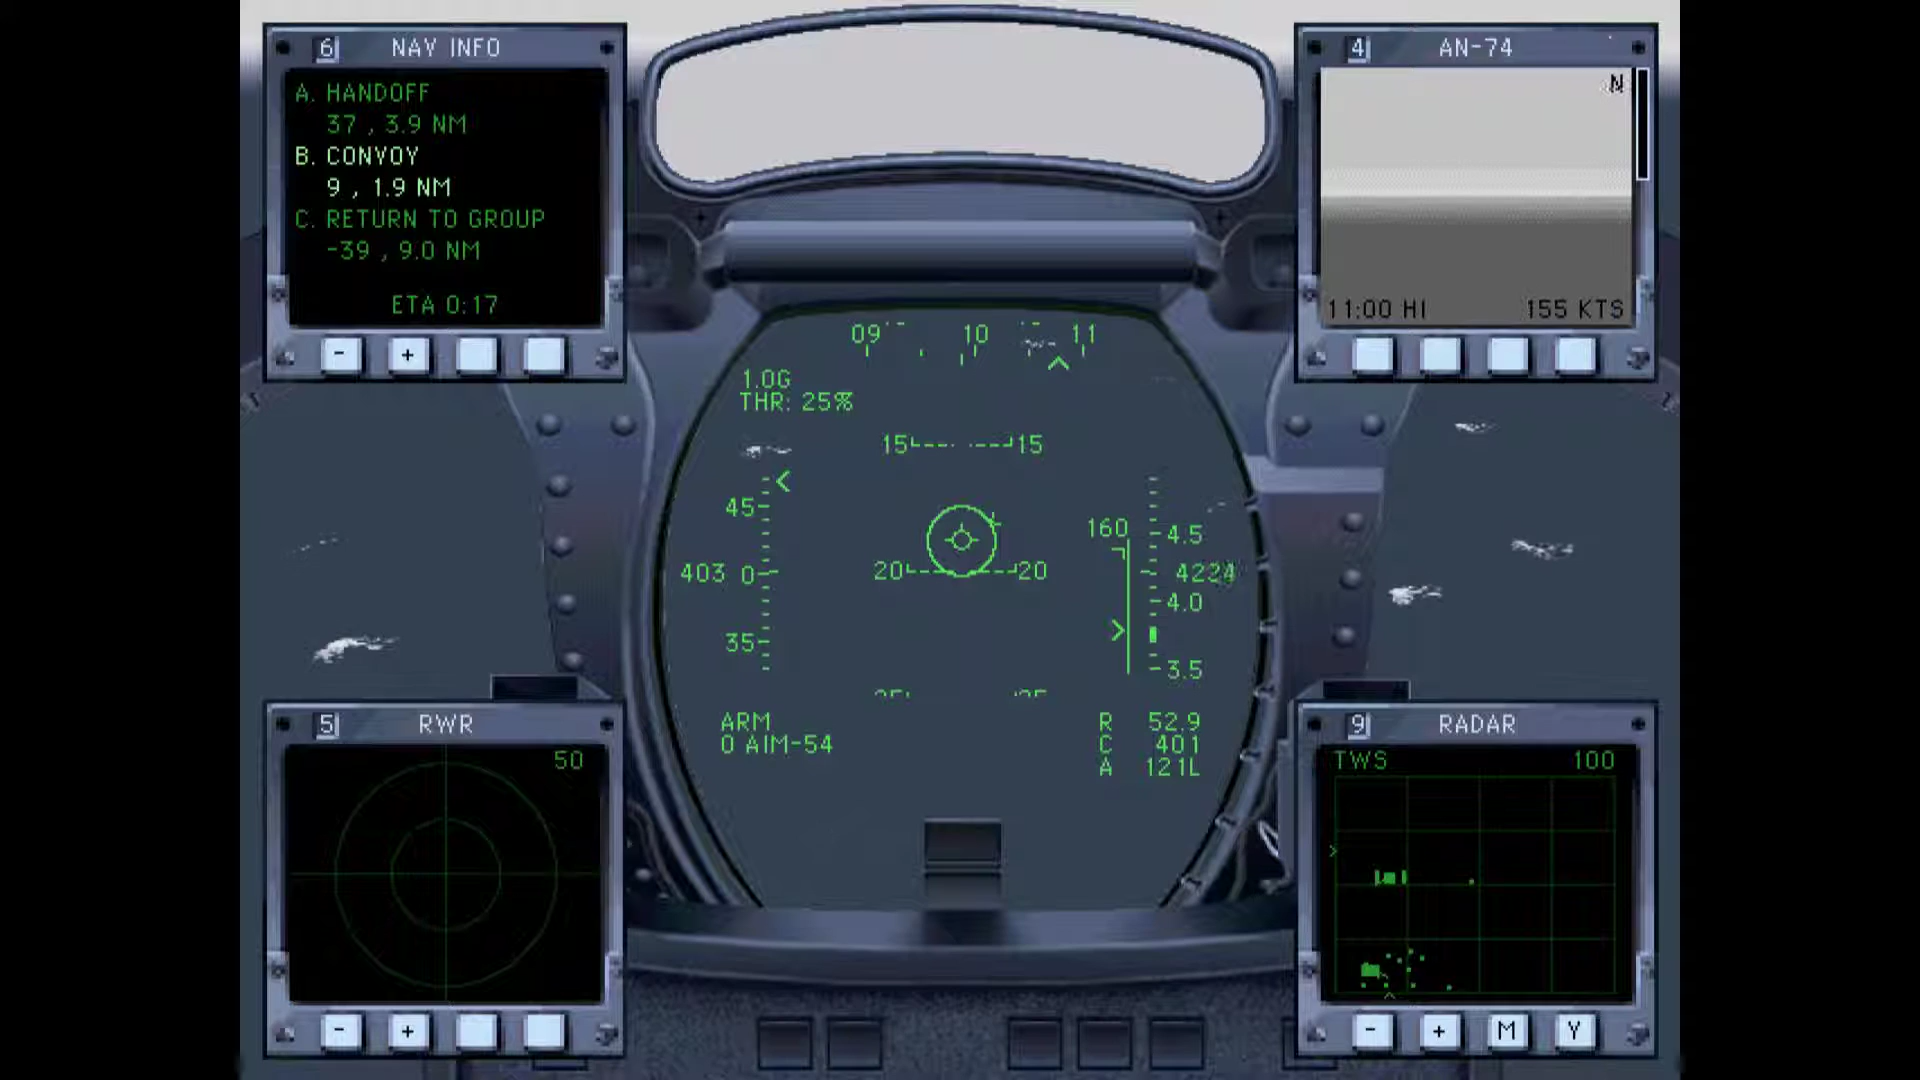 6 NAV INFO
A. HANDOFF
37 , 3.9 NM
B. CONVOY
9 , 1.9 NM
C. RETURN TO GROUP
-39 , 9.0 NM
ETA 0:17
- +
4 AN-74
N
11:00 HI 155 KTS
09 10 11
1.0G
THR: 25%
15 15
45
403 0
35
20 20
160
4.5
4224
4.0
3.5
ARM
0 AIM-54
R 52.9
C 401
A 121L
5 RWR
50
- +
9 RADAR
TWS 100
- + M Y